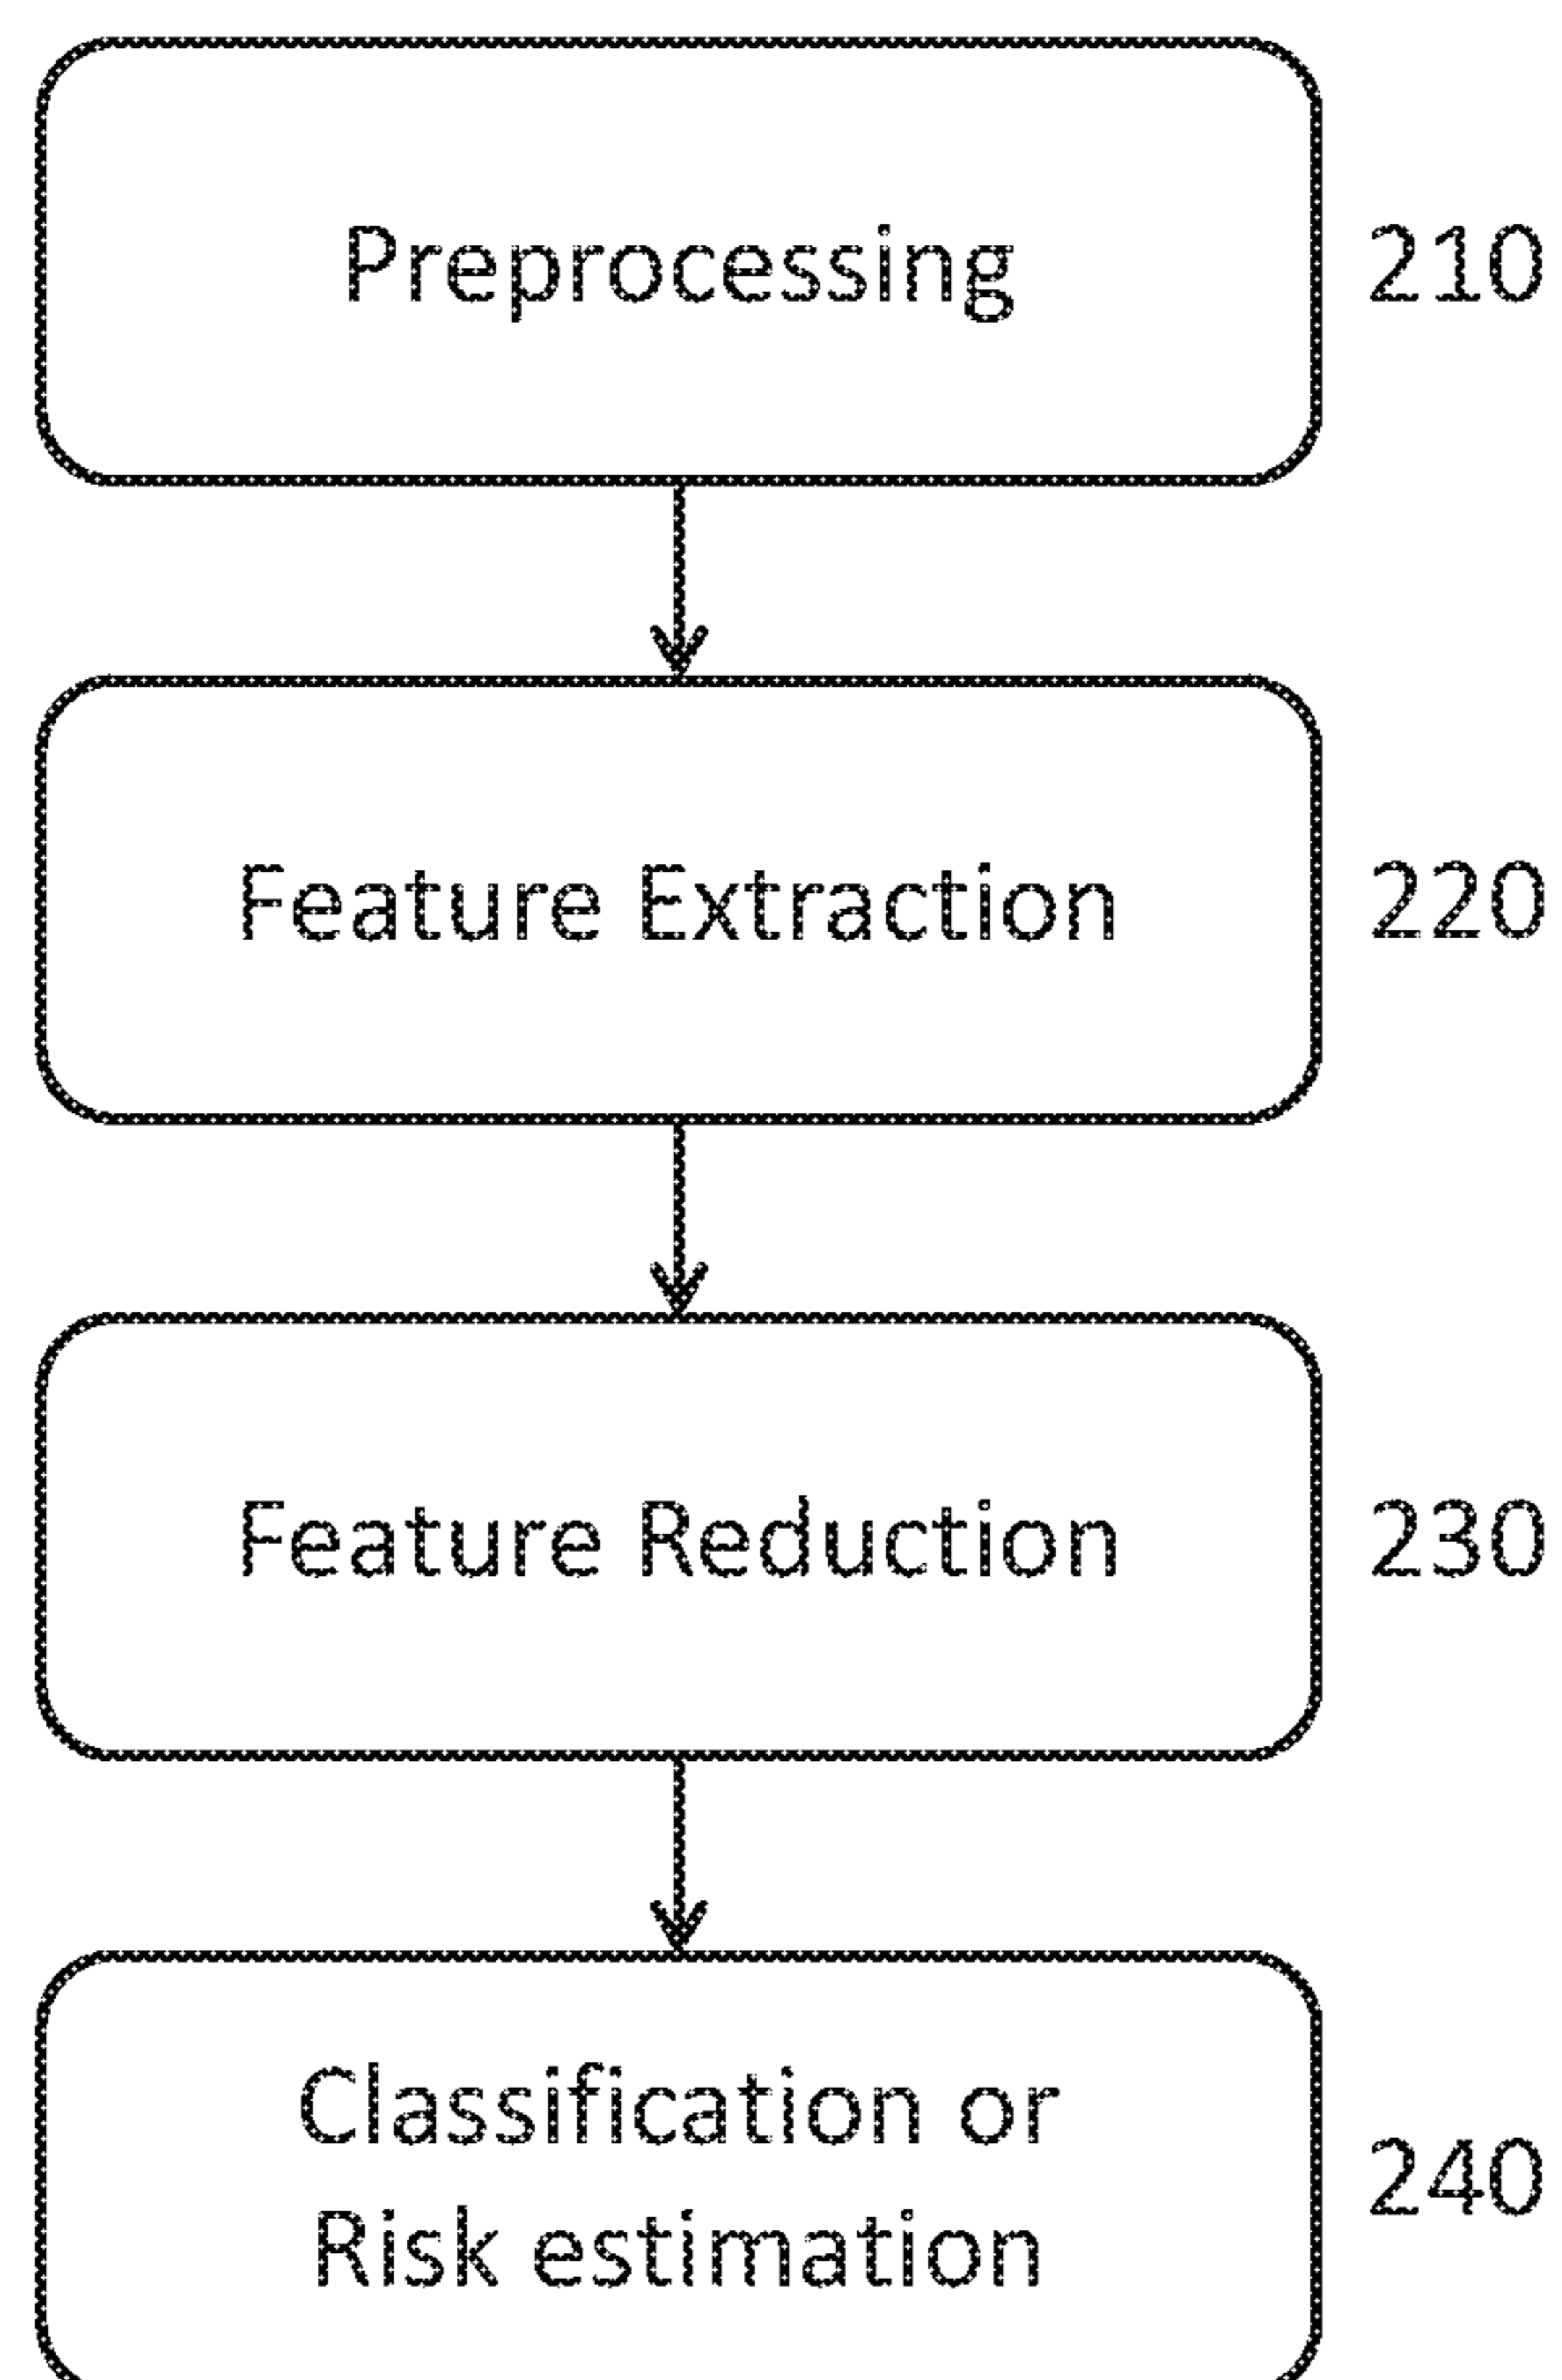 Preprocessing 210
Feature Extraction 220
Feature Reduction 230
Classification or
Risk estimation
240